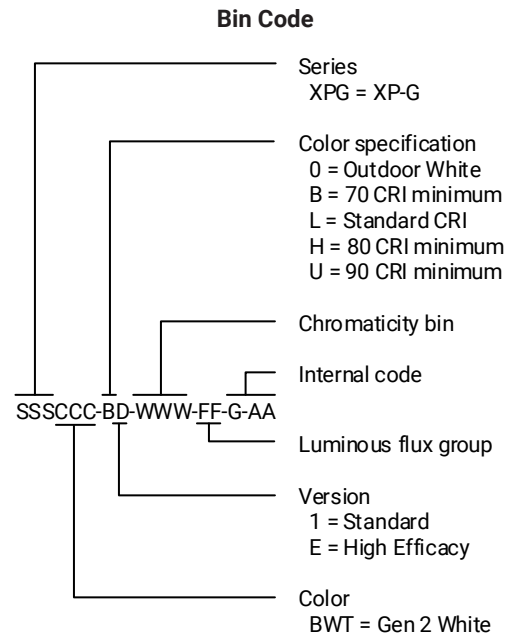 Bin Code
Series
XPG = XP-G
Color specification
0 = Outdoor White
B = 70 CRI minimum
L = Standard CRI
H = 80 CRI minimum
U = 90 CRI minimum
Chromaticity bin
Internal code
SSSCCC-BD-WWW-FF-G-AA
Luminous flux group
Version
1 = Standard
E = High Efficacy
Color
BWT = Gen 2 White